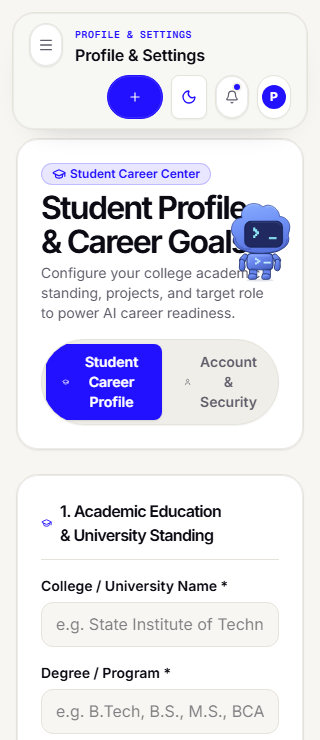 PROFILE & SETTINGS
Profile & Settings
P
Student Career Center
Student Profile
& Career Goals
Configure your college academic
standing, projects, and target role
to power AI career readiness.
Student
Career
Profile
Account
&
Security
1. Academic Education
& University Standing
College / University Name *
e.g. State Institute of Techn
Degree / Program *
e.g. B.Tech, B.S., M.S., BCA